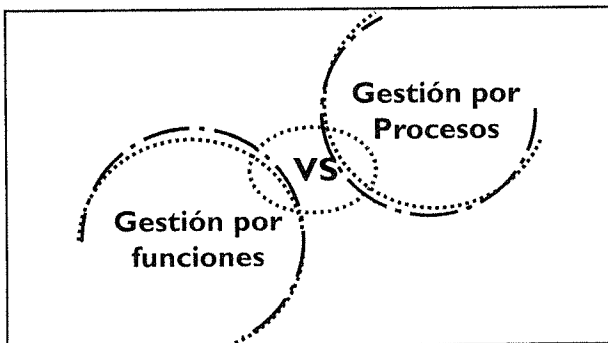 Gestión por
Procesos
VS
Gestión por
funciones